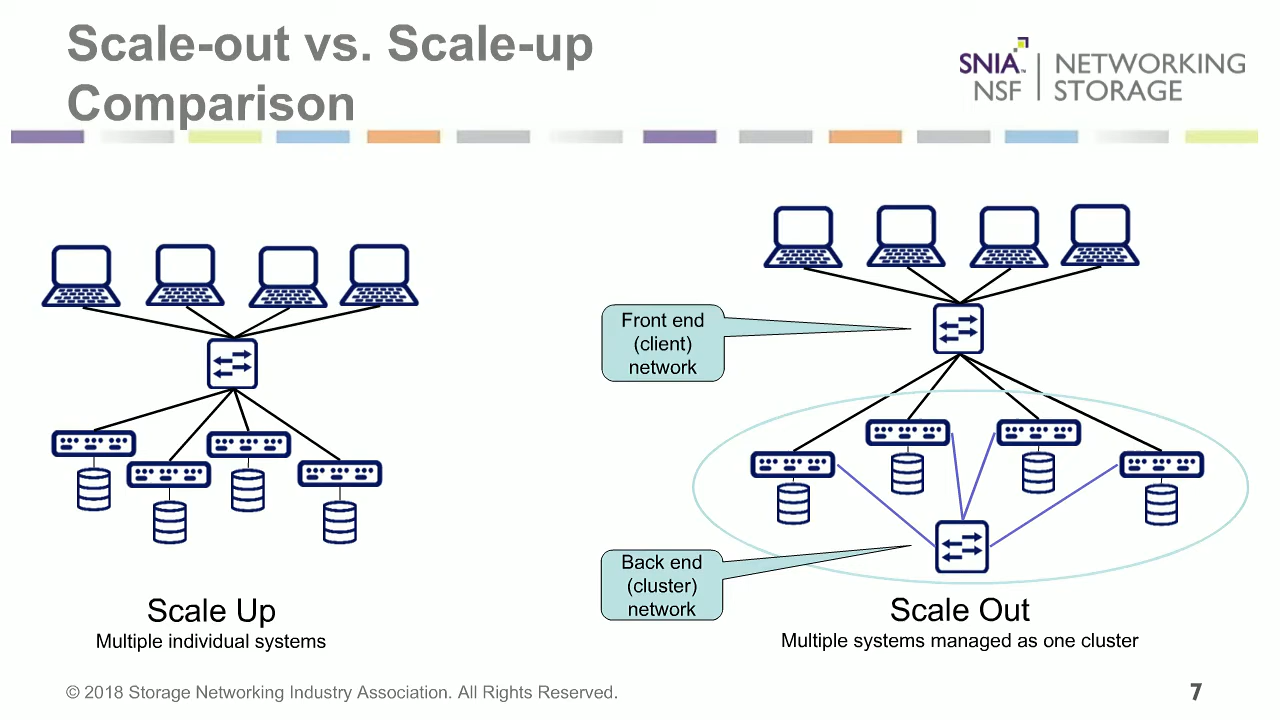 Scale-out vs. Scale-up
Comparison
SNIA™
NSF
NETWORKING
STORAGE
Front end
(client)
network
Back end
(cluster)
network
Scale Up
Multiple individual systems
Scale Out
Multiple systems managed as one cluster
© 2018 Storage Networking Industry Association. All Rights Reserved.
7